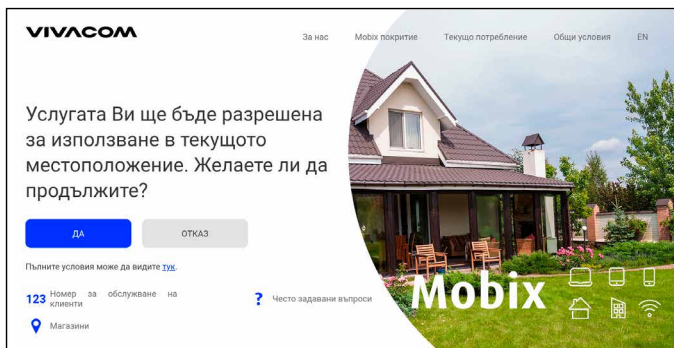 VIVACOM
За нас Mobix покритие Текущо потребление Общи условия EN
Услугата Ви ще бъде разрешена
за използване в текущото
местоположение. Желаете ли да
продължите?
ДА ОТКАЗ
Пълните условия може да видите тук.
123 Номер за обслужване на
клиенти
? Често задавани въпроси
Магазини
Mobix